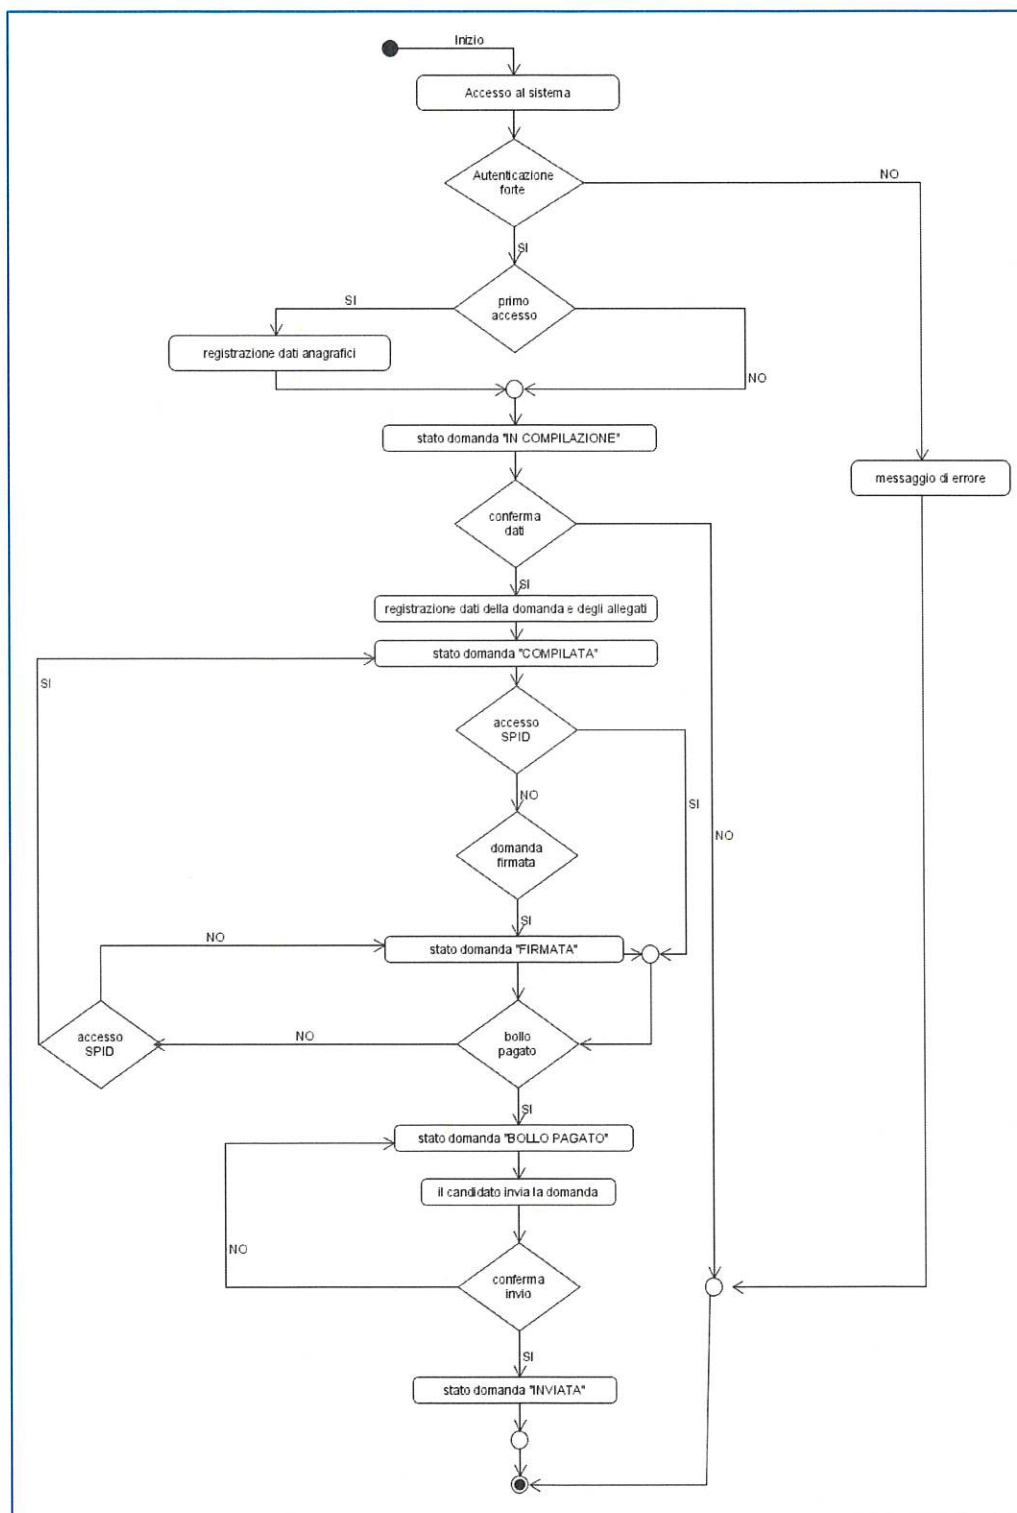 Inizio
Accesso al sistema
Autenticazione
forte
NO
SI
primo
accesso
SI
registrazione dati anagrafici
NO
stato domanda "IN COMPILAZIONE"
messaggio di errore
conferma
dati
SI
registrazione dati della domanda e degli allegati
stato domanda "COMPILATA"
SI
accesso
SPID
NO
SI
NO
domanda
firmata
SI
NO
stato domanda "FIRMATA"
accesso
SPID
NO
bollo
pagato
SI
stato domanda "BOLLO PAGATO"
il candidato invia la domanda
NO
conferma
invio
SI
stato domanda "INVIATA"